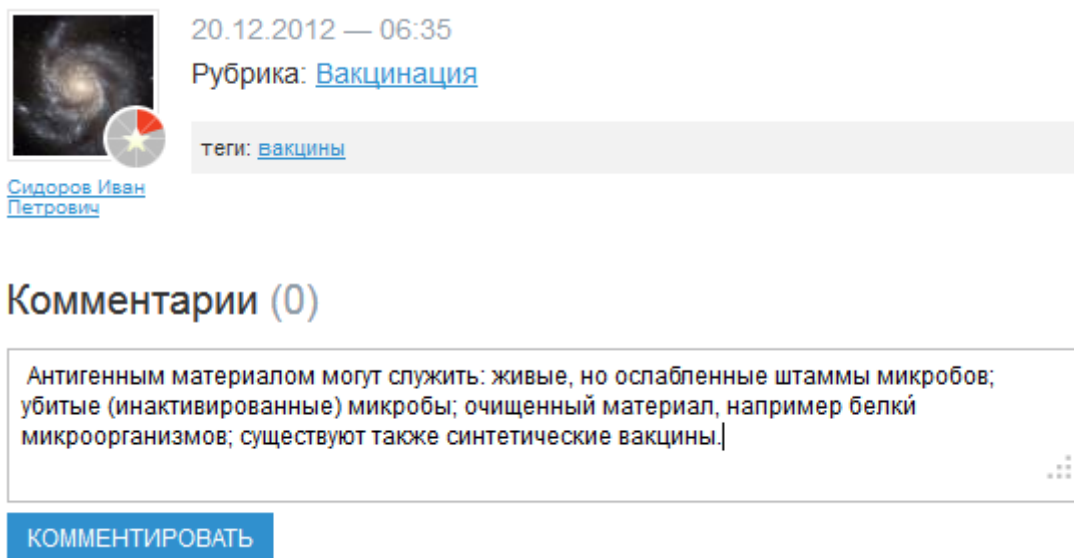 20.12.2012 — 06:35
Рубрика: Вакцинация
теги: вакцины
Сидоров Иван
Петрович
Комментарии (0)
Антигенным материалом могут служить: живые, но ослабленные штаммы микробов;
убитые (инактивированные) микробы; очищенный материал, например белки́
микроорганизмов; существуют также синтетические вакцины.
КОММЕНТИРОВАТЬ